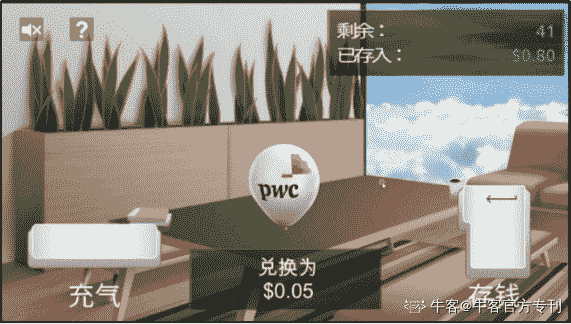 ?
剩余： 41
已存入： $0.80
pwc
兑换为
$0.05
充气
存钱
牛客@牛客官方专刊